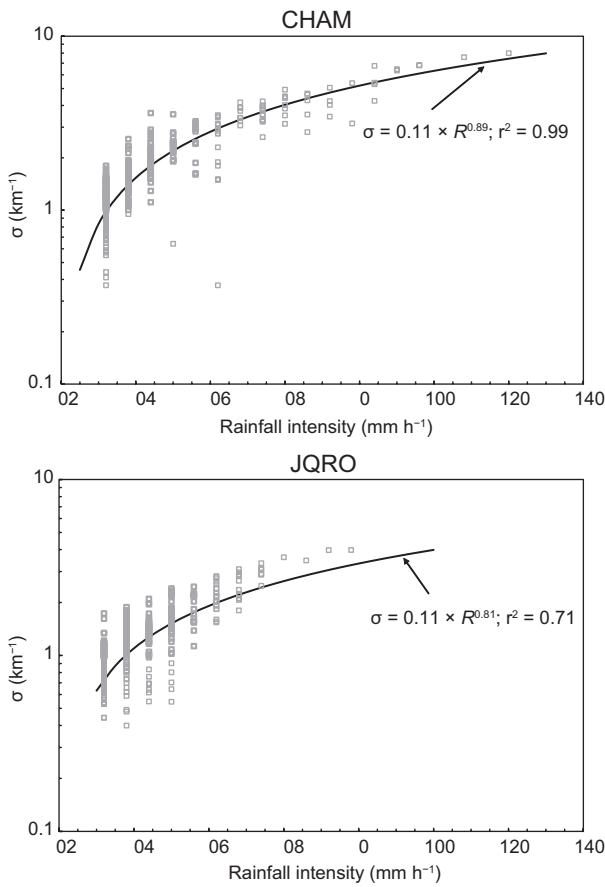 CHAM
10
1
0.1
σ (km⁻¹)
σ = 0.11 × R^0.89; r² = 0.99
02 04 06 08 0 100 120 140
Rainfall intensity (mm h⁻¹)
JQRO
10
1
0.1
σ (km⁻¹)
σ = 0.11 × R^0.81; r² = 0.71
02 04 06 08 0 100 120 140
Rainfall intensity (mm h⁻¹)